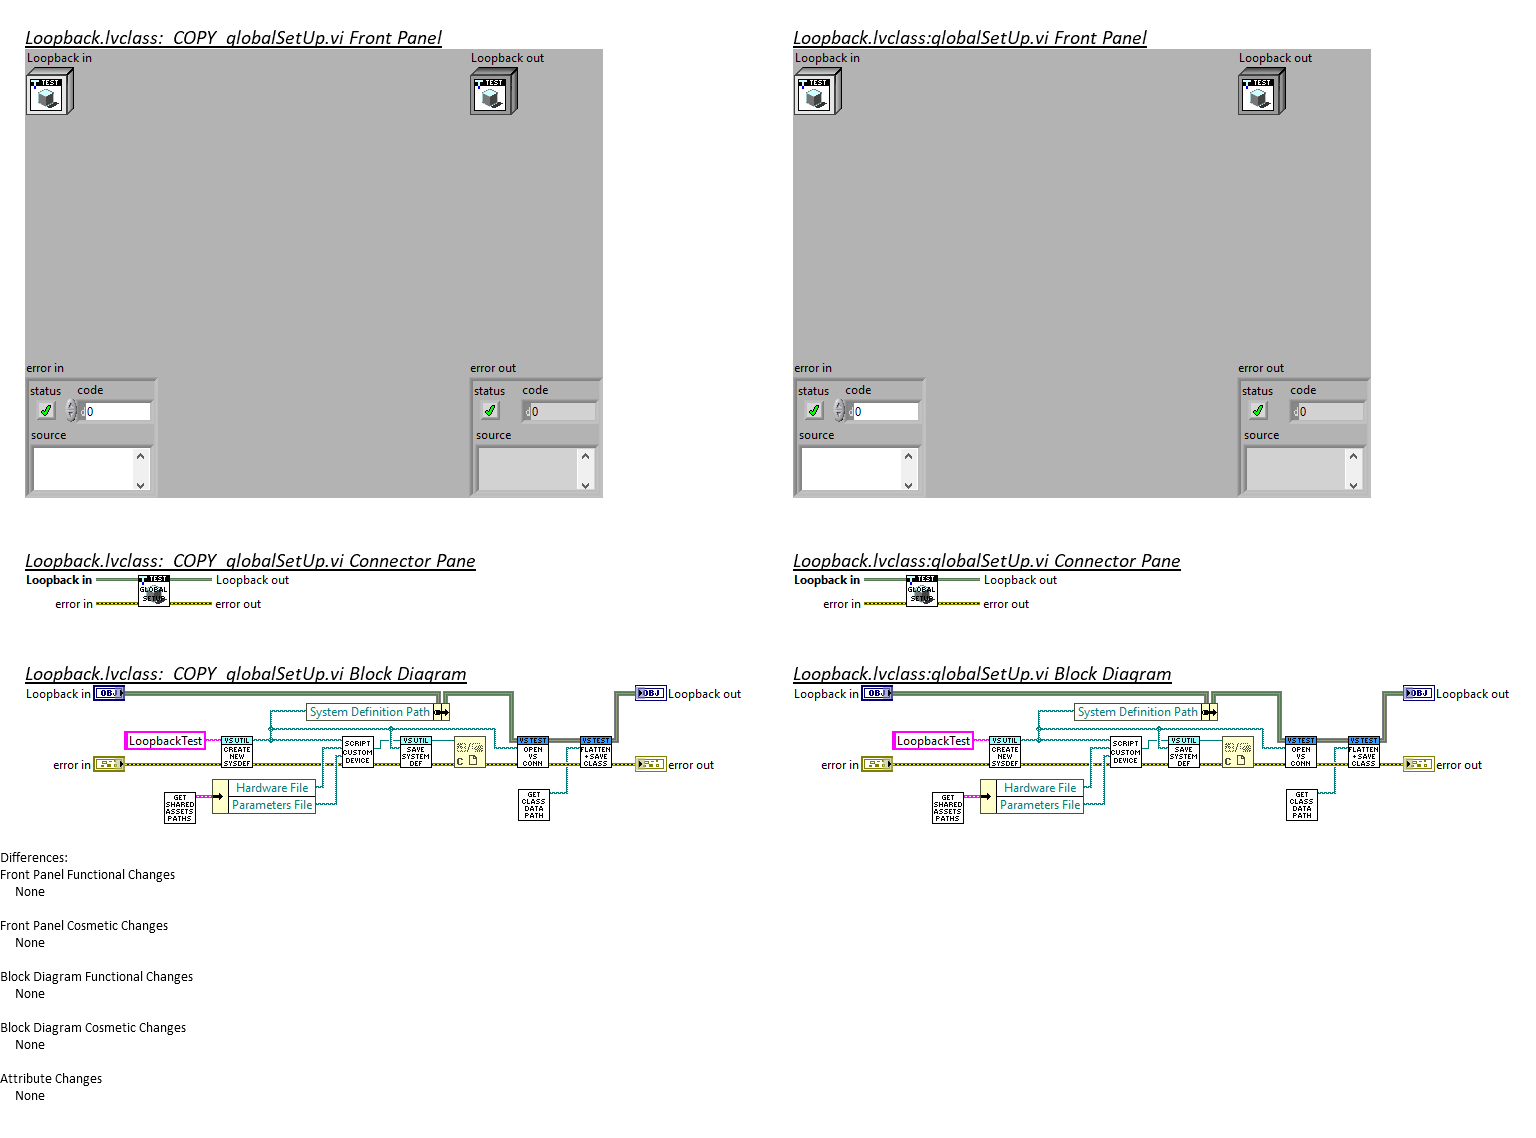 Loopback.lvclass:_COPY_globalSetUp.vi Front Panel
Loopback in
Loopback out
TEST
TEST
error in
error out
status code
0
source
status code
0
source
Loopback.lvclass:_COPY_globalSetUp.vi Connector Pane
Loopback in
TEST
GLOBAL
SETUP
Loopback out
error in
error out
Loopback.lvclass:_COPY_globalSetUp.vi Block Diagram
Loopback in
OBJ
OBJ
Loopback out
System Definition Path
LoopbackTest
VS UTIL
CREATE
NEW
SYSDEF
SCRIPT
CUSTOM
DEVICE
VS UTIL
SAVE
SYSTEM
DEF
VS TEST
OPEN
VS
CONN
VS TEST
FLATTEN
+ SAVE
CLASS
error in
error out
Hardware File
Parameters File
GET
SHARED
ASSETS
PATHS
GET
CLASS
DATA
PATH
Loopback.lvclass:globalSetUp.vi Front Panel
Loopback in
Loopback out
TEST
TEST
error in
error out
status code
0
source
status code
0
source
Loopback.lvclass:globalSetUp.vi Connector Pane
Loopback in
TEST
GLOBAL
SETUP
Loopback out
error in
error out
Loopback.lvclass:globalSetUp.vi Block Diagram
Loopback in
OBJ
OBJ
Loopback out
System Definition Path
LoopbackTest
VS UTIL
CREATE
NEW
SYSDEF
SCRIPT
CUSTOM
DEVICE
VS UTIL
SAVE
SYSTEM
DEF
VS TEST
OPEN
VS
CONN
VS TEST
FLATTEN
+ SAVE
CLASS
error in
error out
Hardware File
Parameters File
GET
SHARED
ASSETS
PATHS
GET
CLASS
DATA
PATH
Differences:
Front Panel Functional Changes
None
Front Panel Cosmetic Changes
None
Block Diagram Functional Changes
None
Block Diagram Cosmetic Changes
None
Attribute Changes
None